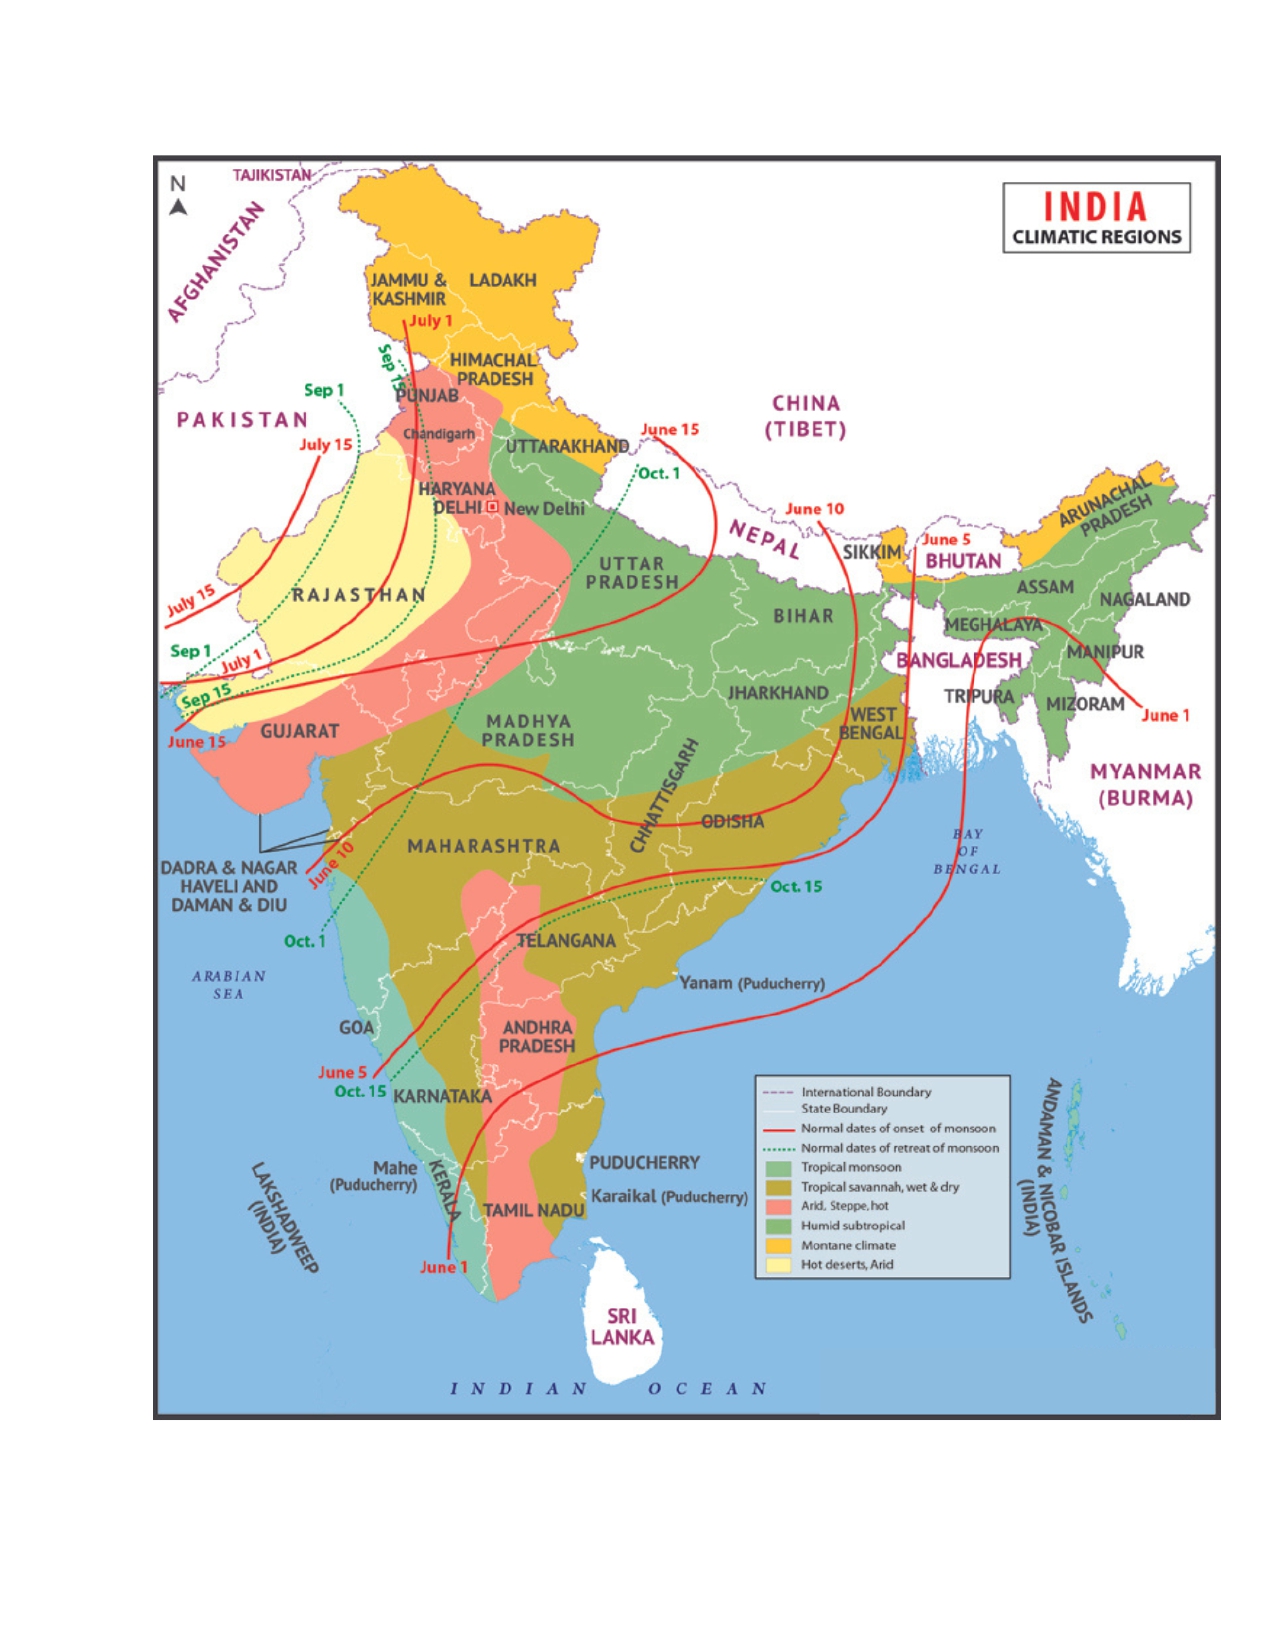 TAJIKISTAN
N
AFGHANISTAN
INDIA
CLIMATIC REGIONS
JAMMU &
KASHMIR
LADAKH
July 1
Sep 15
HIMACHAL
PRADESH
Sep 1
PUNJAB
PAKISTAN
CHINA
(TIBET)
July 15
Chandigarh
UTTARAKHAND
June 15
Oct. 1
HARYANA
DELHI
New Delhi
June 10
NEPAL
SIKKIM
June 5
BHUTAN
ARUNACHAL
PRADESH
UTTAR
PRADESH
ASSAM
NAGALAND
July 15
RAJASTHAN
BIHAR
MEGHALAYA
Sep 1
July 1
BANGLADESH
MANIPUR
Sep 15
JHARKHAND
TRIPURA
MIZORAM
June 1
June 15
GUJARAT
MADHYA
PRADESH
WEST
BENGAL
MYANMAR
(BURMA)
CHHATTISGARH
ODISHA
MAHARASHTRA
BAY
OF
BENGAL
DADRA & NAGAR
HAVELI AND
DAMAN & DIU
June 10
Oct. 15
Oct. 1
TELANGANA
ARABIAN
SEA
Yanam (Puducherry)
GOA
ANDHRA
PRADESH
June 5
Oct. 15
KARNATAKA
International Boundary
State Boundary
Normal dates of onset of monsoon
Normal dates of retreat of monsoon
Tropical monsoon
Tropical savannah, wet & dry
Arid, Steppe, hot
Humid subtropical
Montane climate
Hot deserts, Arid
ANDAMAN & NICOBAR ISLANDS
(INDIA)
Mahe
(Puducherry)
KERALA
PUDUCHERRY
Karaikal (Puducherry)
TAMIL NADU
LAKSHADWEEP
(INDIA)
June 1
SRI
LANKA
INDIAN OCEAN